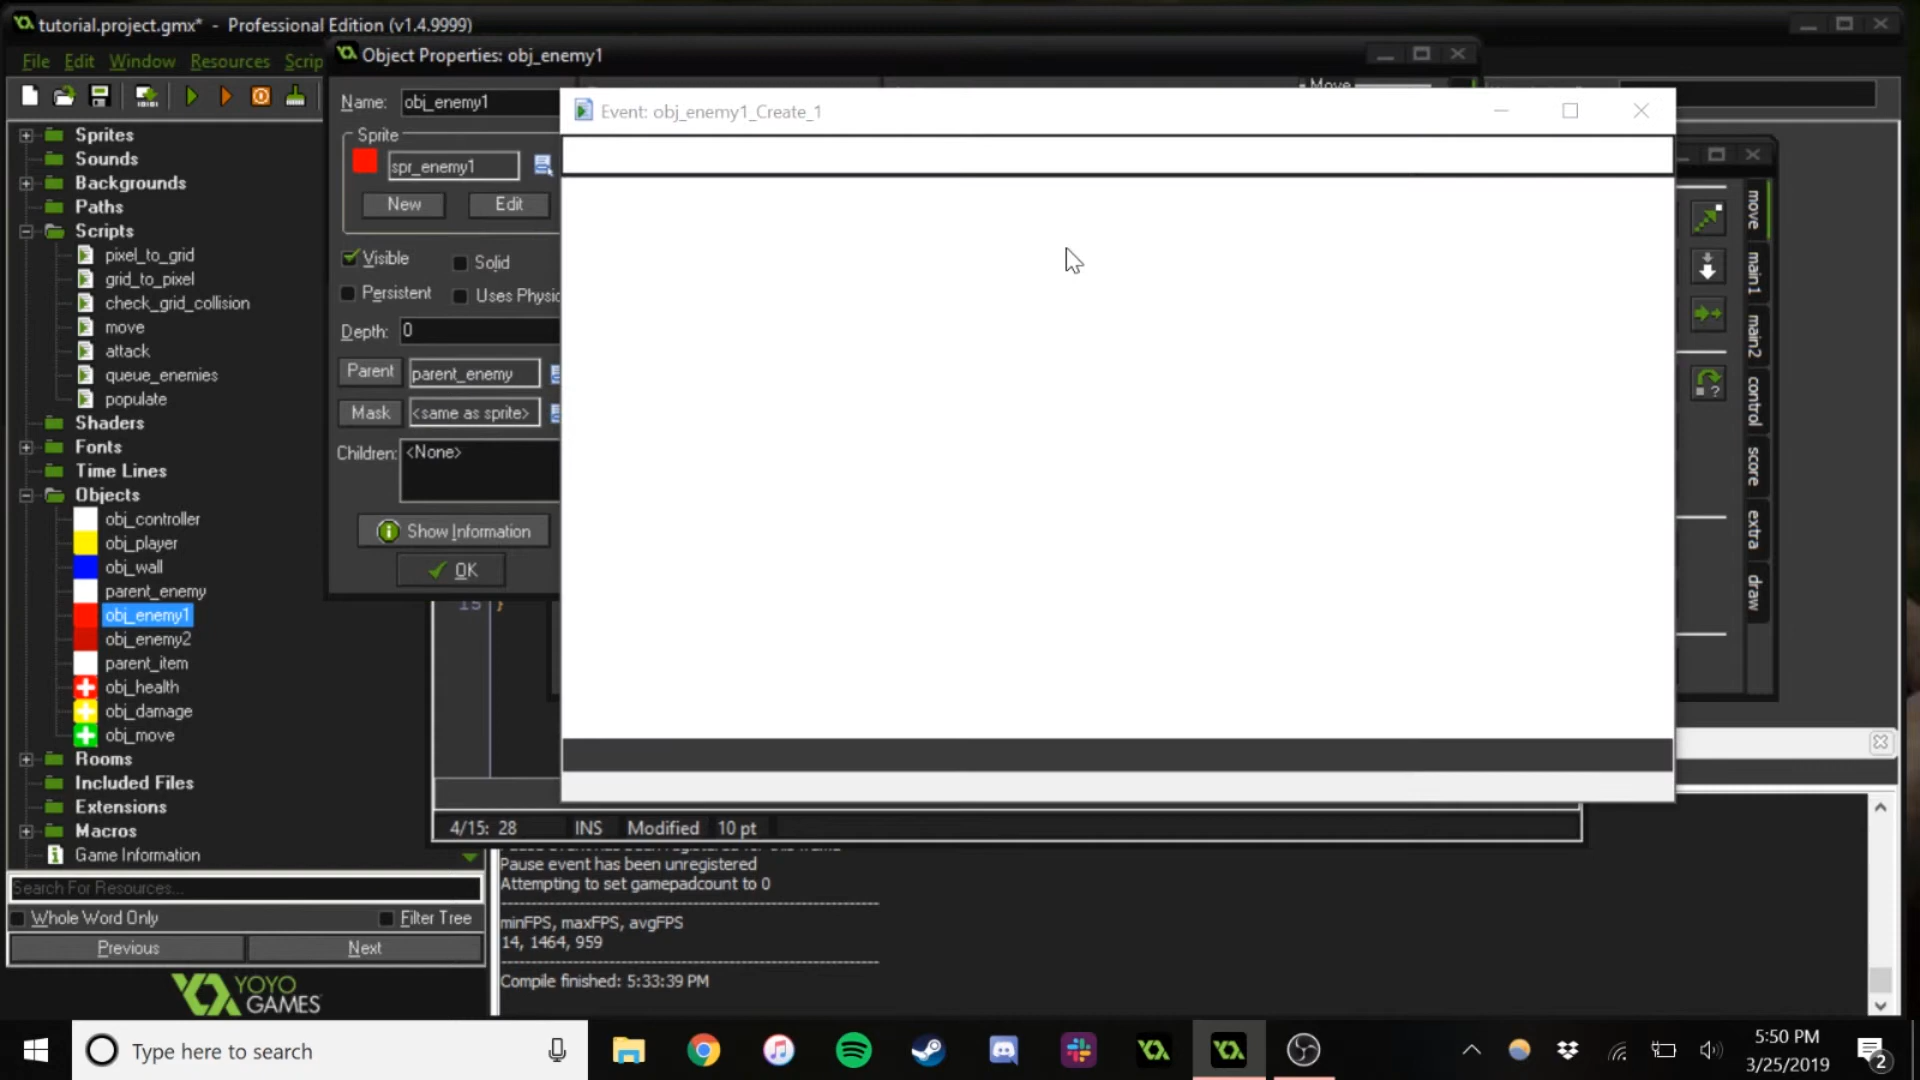 tutorial.project.gmx* - Professional Edition (v1.4.9999)
File Edit Window Resources Scrip
Object Properties: obj_enemy1
Name: obj_enemy1
Move
Event: obj_enemy1_Create_1
Sprite
spr_enemy1
New Edit
Visible Solid
Persistent Uses Physic
Depth: 0
Parent parent_enemy
Mask <same as sprite>
Children: <None>
Show Information
OK
Sprites
Sounds
Backgrounds
Paths
Scripts
pixel_to_grid
grid_to_pixel
check_grid_collision
move
attack
queue_enemies
populate
Shaders
Fonts
Time Lines
Objects
obj_controller
obj_player
obj_wall
parent_enemy
obj_enemy1
obj_enemy2
parent_item
obj_health
obj_damage
obj_move
Rooms
Included Files
Extensions
Macros
Game Information
Search For Resources...
Whole Word Only Filter Tree
Previous Next
YOYO
GAMES
move
main1
main2
control
score
extra
draw
15 }
4/15: 28 INS Modified 10 pt
Pause event has been unregistered
Attempting to set gamepadcount to 0
minFPS, maxFPS, avgFPS
14, 1464, 959
Compile finished: 5:33:39 PM
Type here to search
5:50 PM
3/25/2019
2